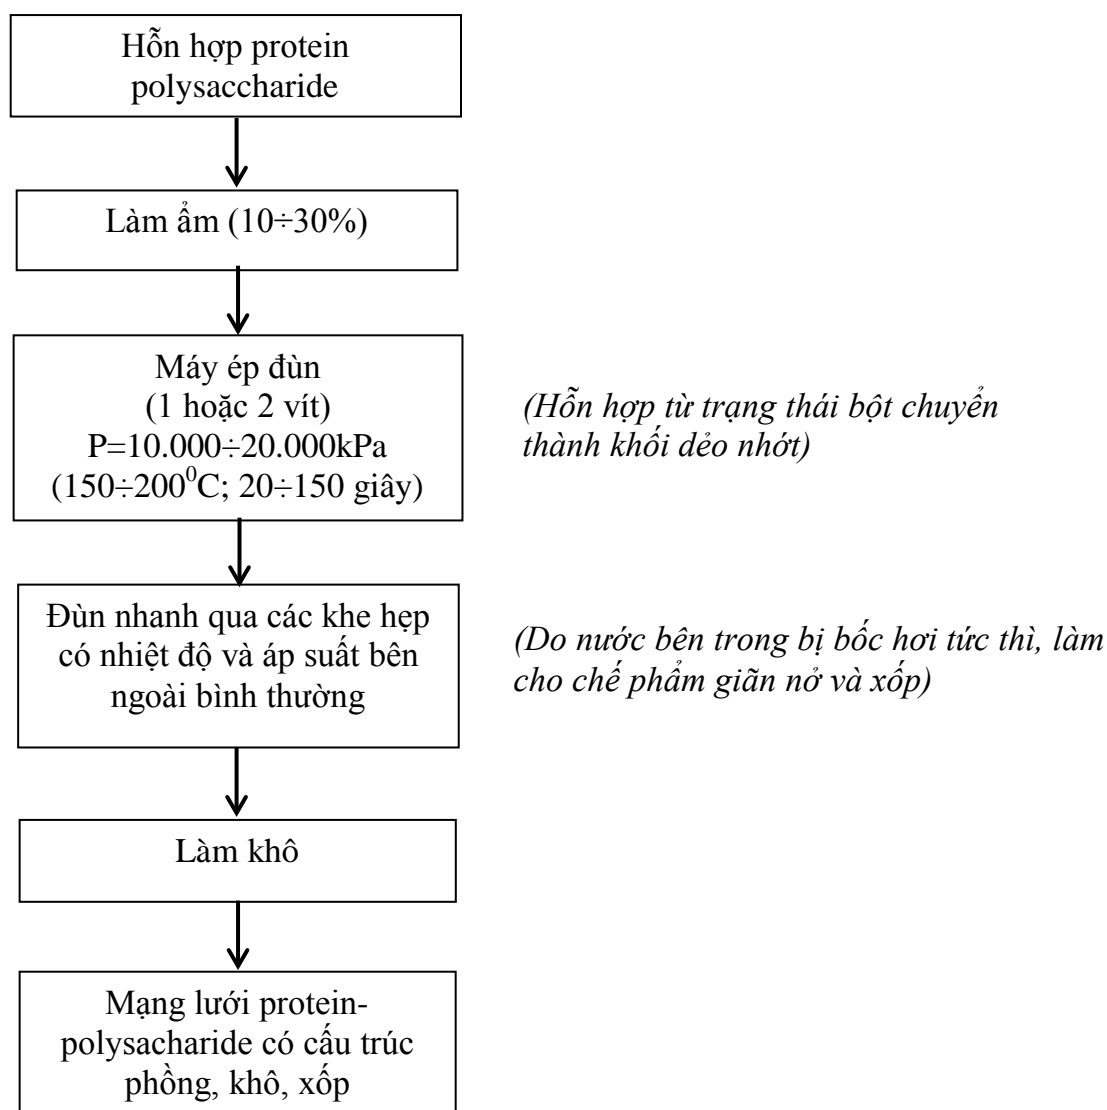 Hỗn hợp protein
polysaccharide
Làm ẩm (10÷30%)
Máy ép đùn
(1 hoặc 2 vít)
P=10.000÷20.000kPa
(150÷200⁰C; 20÷150 giây)
(Hỗn hợp từ trạng thái bột chuyển
thành khối dẻo nhớt)
Đùn nhanh qua các khe hẹp
có nhiệt độ và áp suất bên
ngoài bình thường
(Do nước bên trong bị bốc hơi tức thì, làm
cho chế phẩm giãn nở và xốp)
Làm khô
Mạng lưới protein-
polysacharide có cấu trúc
phồng, khô, xốp